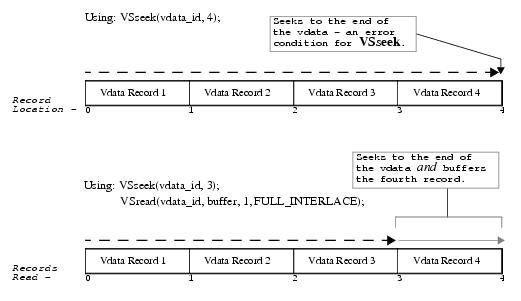 Using: VSseek(vdata_id, 4);
Seeks to the end of
the vdata – an error
condition for VSseek.
Vdata Record 1 Vdata Record 2 Vdata Record 3 Vdata Record 4
Record
Location –
0 1 2 3 4
Seeks to the end of
the vdata and buffers
the fourth record.
Using: VSseek(vdata_id, 3);
VSread(vdata_id, buffer, 1, FULL_INTERLACE);
Vdata Record 1 Vdata Record 2 Vdata Record 3 Vdata Record 4
Records
Read –
0 1 2 3 4